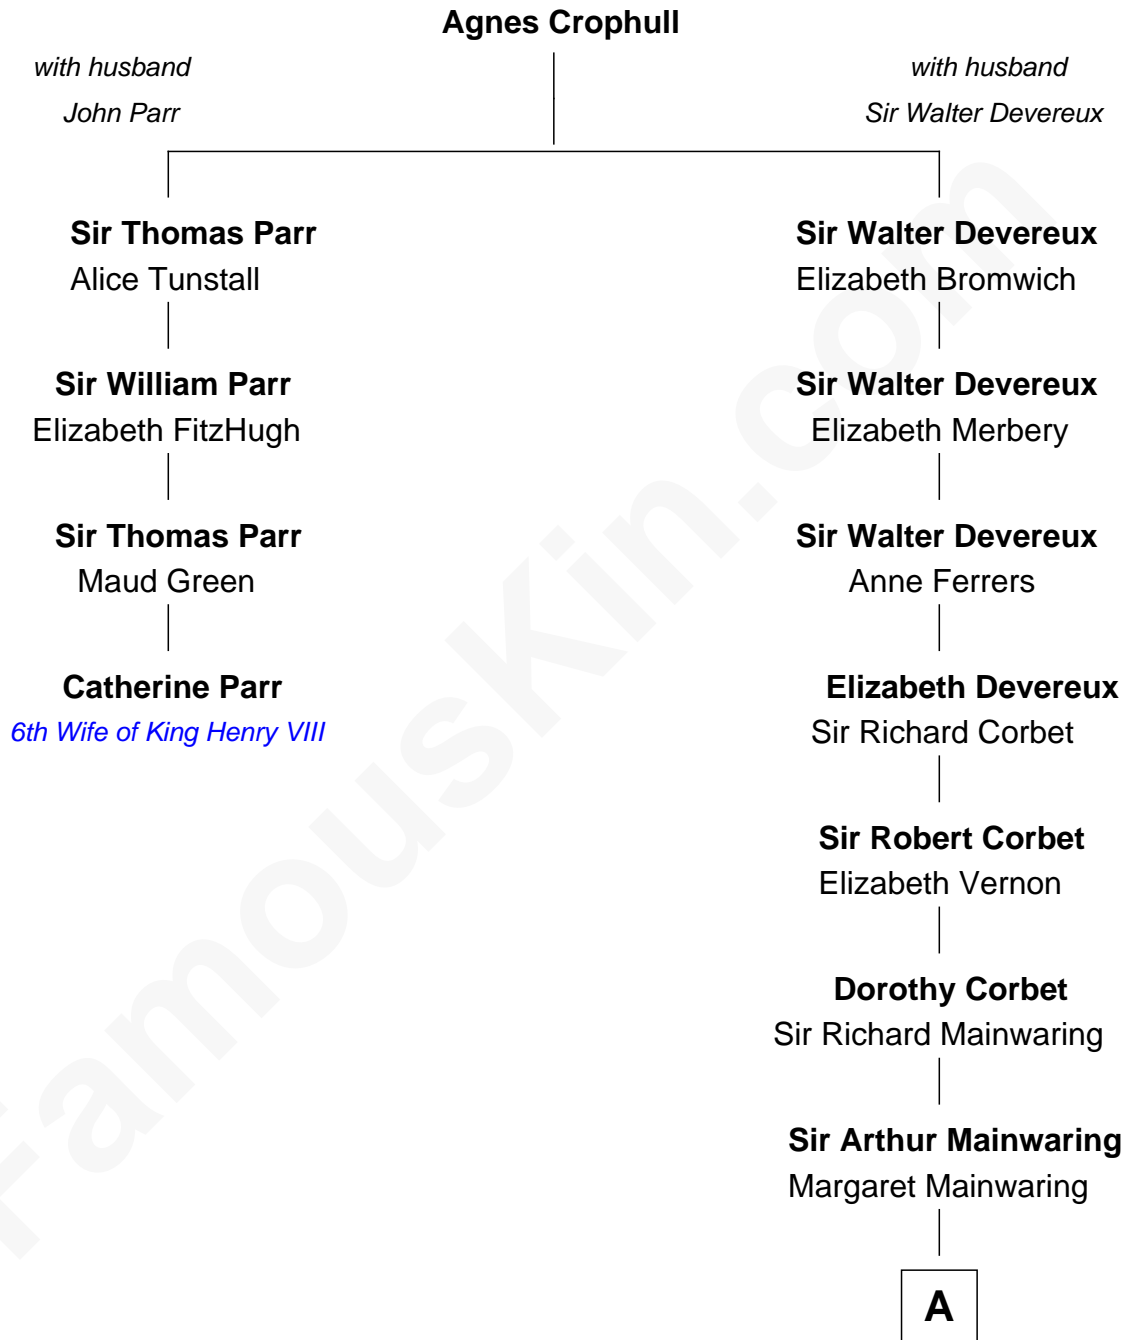 Agnes Crophull
with husband
John Parr
with husband
Sir Walter Devereux
Sir Thomas Parr
Alice Tunstall
Sir William Parr
Elizabeth FitzHugh
Sir Thomas Parr
Maud Green
Catherine Parr
6th Wife of King Henry VIII
Sir Walter Devereux
Elizabeth Bromwich
Sir Walter Devereux
Elizabeth Merbery
Sir Walter Devereux
Anne Ferrers
Elizabeth Devereux
Sir Richard Corbet
Sir Robert Corbet
Elizabeth Vernon
Dorothy Corbet
Sir Richard Mainwaring
Sir Arthur Mainwaring
Margaret Mainwaring
A
FamousKin.com